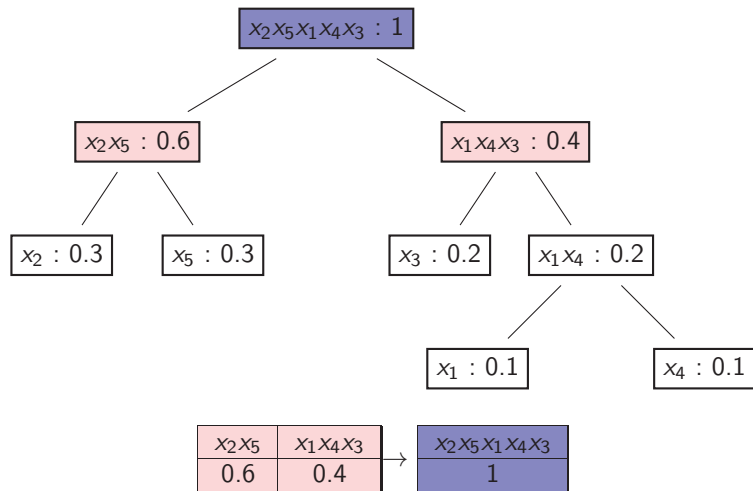 x₂x₅x₁x₄x₃ : 1
x₂x₅ : 0.6
x₁x₄x₃ : 0.4
x₂ : 0.3
x₅ : 0.3
x₃ : 0.2
x₁x₄ : 0.2
x₁ : 0.1
x₄ : 0.1
x₂x₅ x₁x₄x₃ → x₂x₅x₁x₄x₃
0.6 0.4 1